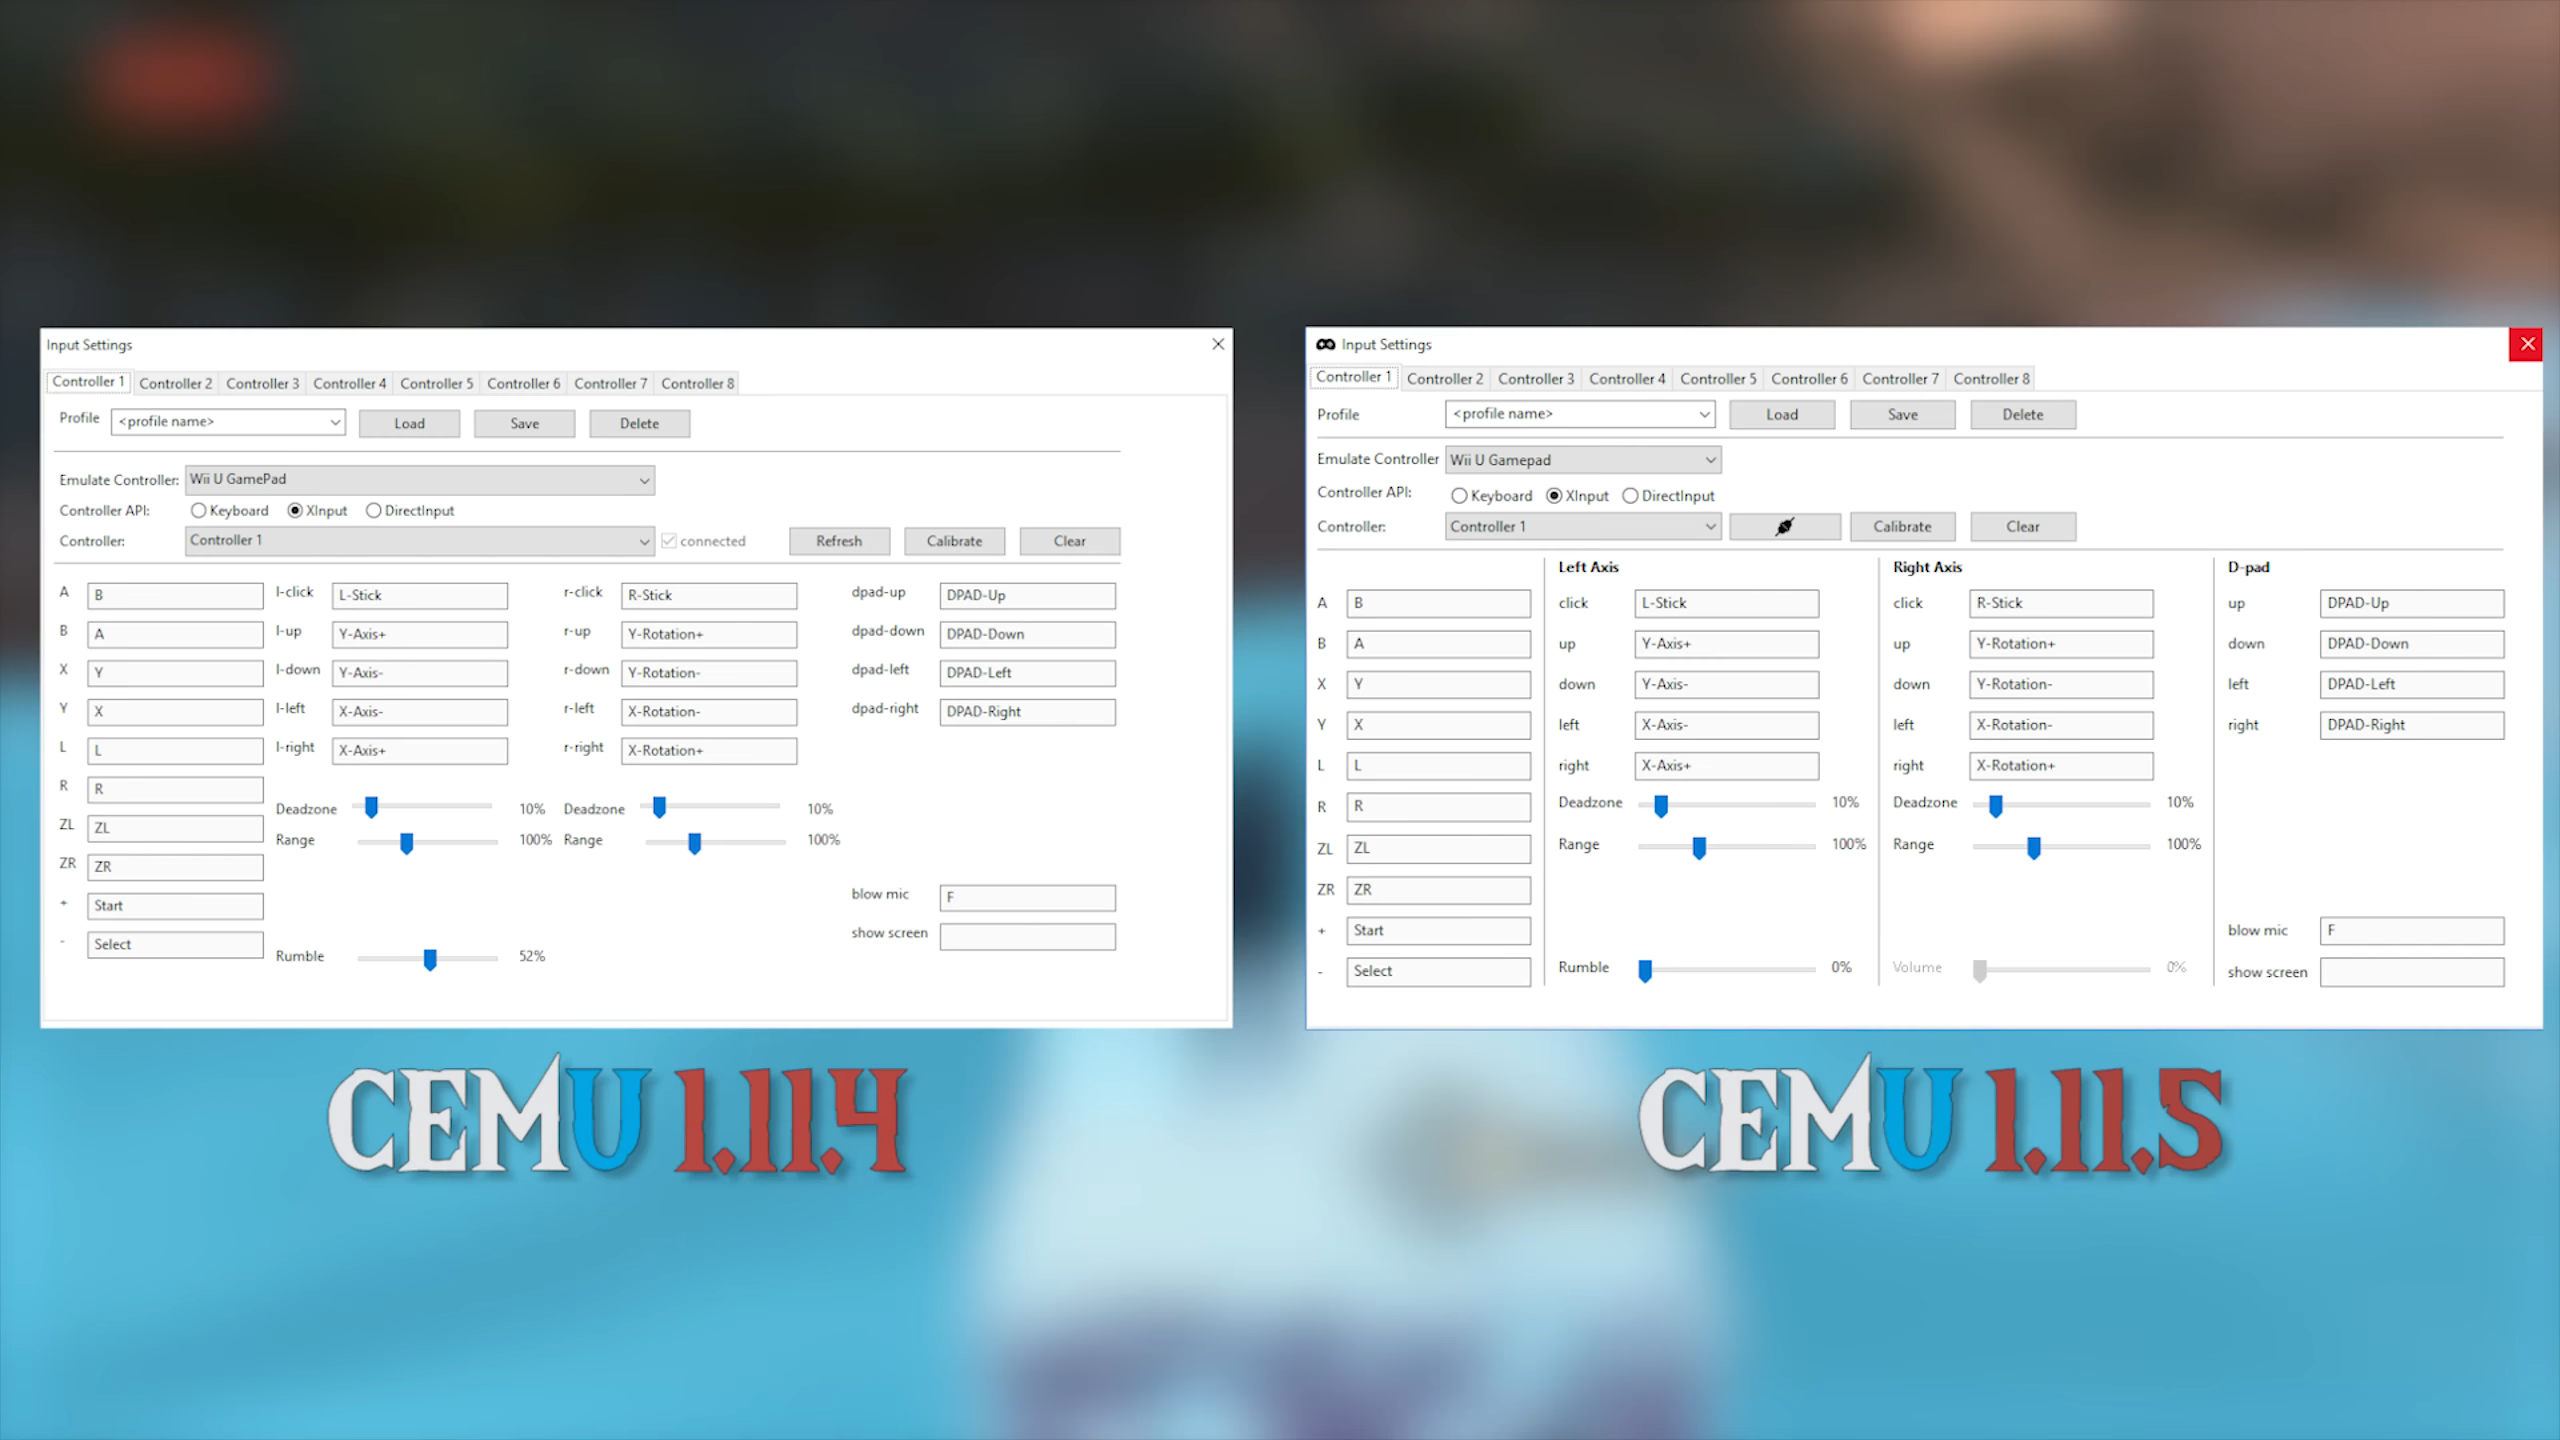 Input Settings
Controller 1 Controller 2 Controller 3 Controller 4 Controller 5 Controller 6 Controller 7 Controller 8
Profile <profile name> Load Save Delete
Emulate Controller: Wii U GamePad
Controller API: Keyboard XInput DirectInput
Controller: Controller 1 connected Refresh Calibrate Clear
A B l-click L-Stick r-click R-Stick dpad-up DPAD-Up
B A l-up Y-Axis+ r-up Y-Rotation+ dpad-down DPAD-Down
X Y l-down Y-Axis- r-down Y-Rotation- dpad-left DPAD-Left
Y X l-left X-Axis- r-left X-Rotation- dpad-right DPAD-Right
L L l-right X-Axis+ r-right X-Rotation+
R R
Deadzone 10% Deadzone 10%
ZL ZL Range 100% Range 100%
ZR ZR
blow mic F
+ Start
show screen
- Select
Rumble 52%
CEMU 1.11.4
Input Settings
Controller 1 Controller 2 Controller 3 Controller 4 Controller 5 Controller 6 Controller 7 Controller 8
Profile <profile name> Load Save Delete
Emulate Controller Wii U Gamepad
Controller API: Keyboard XInput DirectInput
Controller: Controller 1 Calibrate Clear
Left Axis Right Axis D-pad
A B click L-Stick click R-Stick up DPAD-Up
B A up Y-Axis+ up Y-Rotation+ down DPAD-Down
X Y down Y-Axis- down Y-Rotation- left DPAD-Left
Y X left X-Axis- left X-Rotation- right DPAD-Right
L L right X-Axis+ right X-Rotation+
R R Deadzone 10% Deadzone 10%
ZL ZL Range 100% Range 100%
ZR ZR
+ Start blow mic F
- Select Rumble 0% Volume 0% show screen
CEMU 1.11.5